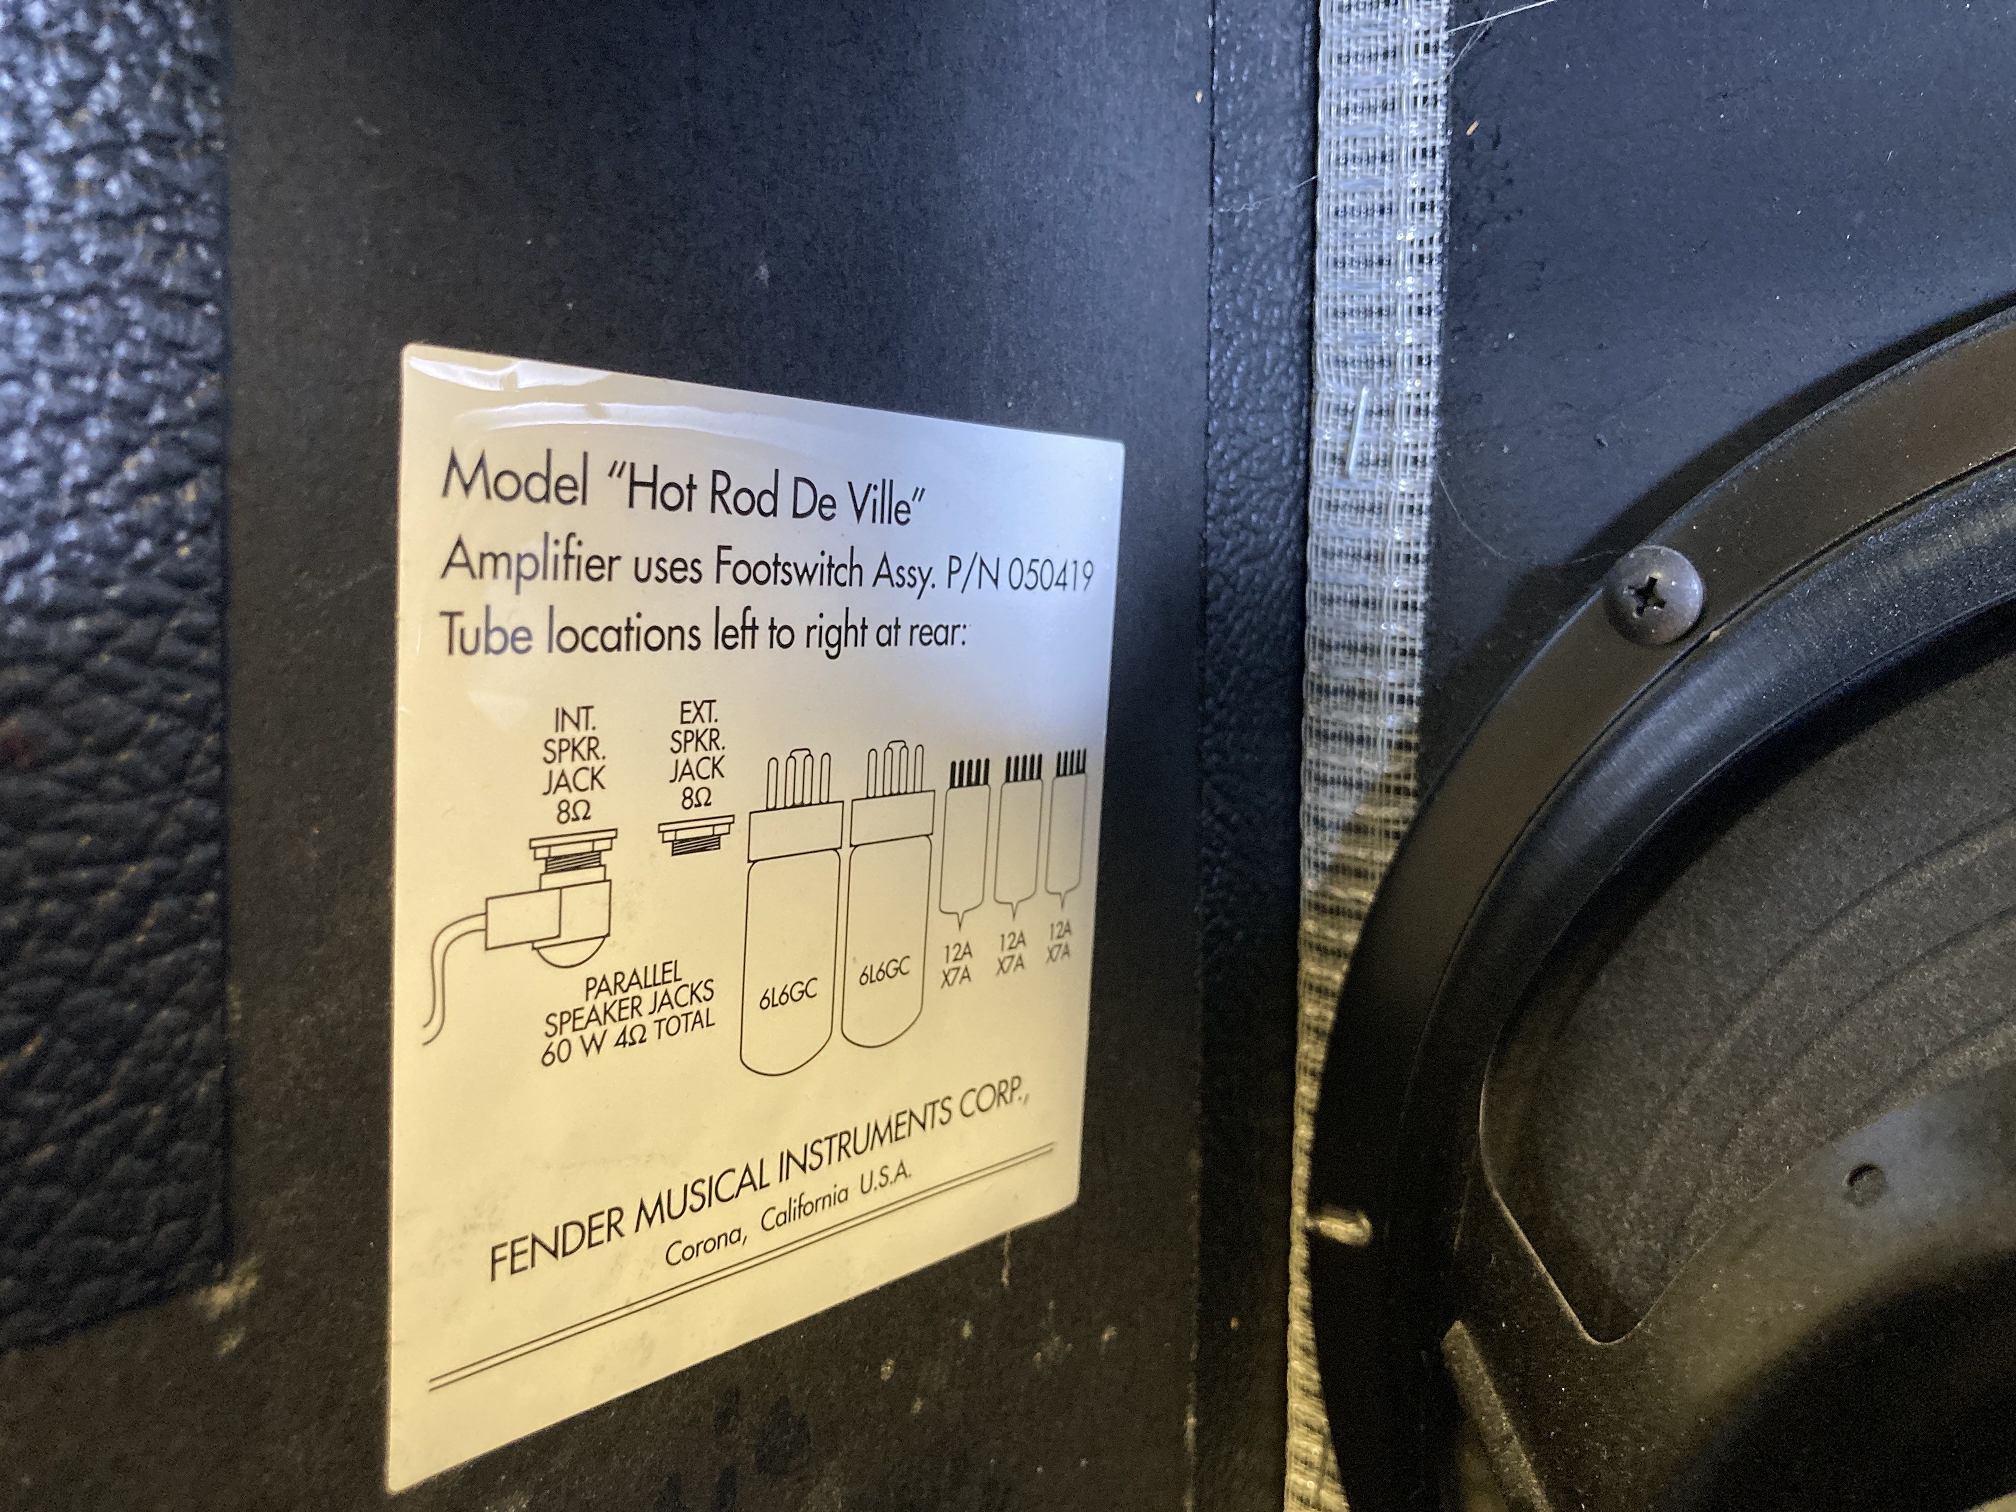 Model "Hot Rod De Ville"
Amplifier uses Footswitch Assy. P/N 050419
Tube locations left to right at rear:
INT.
SPKR.
JACK
8Ω
EXT.
SPKR.
JACK
8Ω
PARALLEL
SPEAKER JACKS
60 W 4Ω TOTAL
6L6GC
6L6GC
12A
X7A
12A
X7A
12A
X7A
FENDER MUSICAL INSTRUMENTS CORP.,
Corona, California U.S.A.